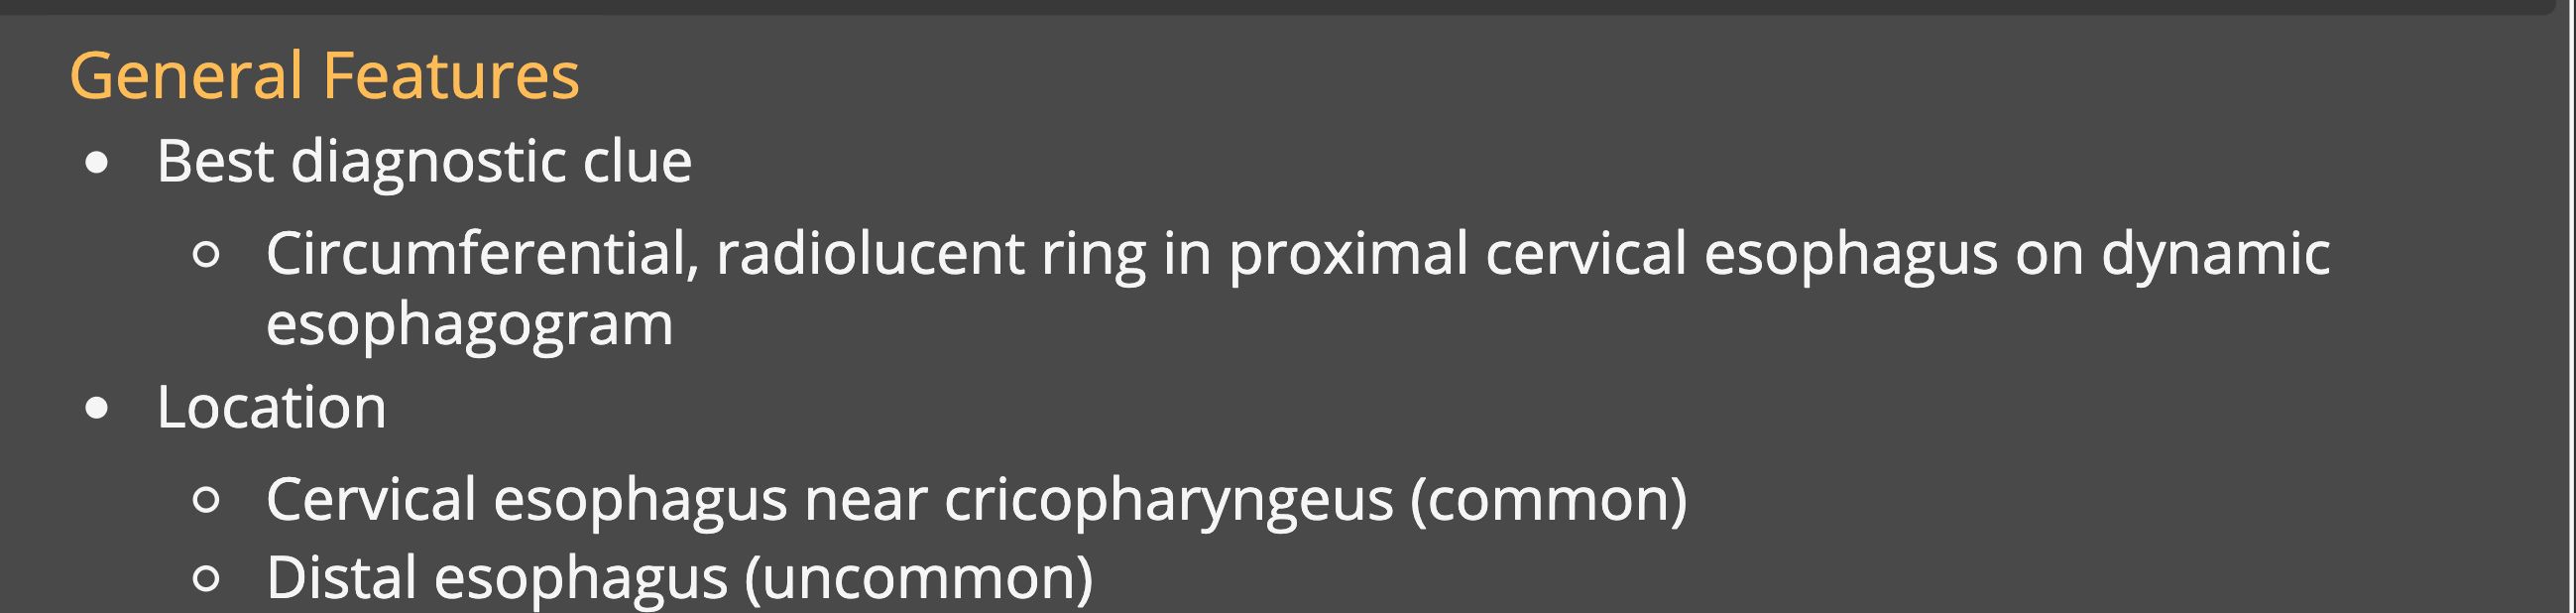 General Features
• Best diagnostic clue
○ Circumferential, radiolucent ring in proximal cervical esophagus on dynamic
esophagogram
• Location
○ Cervical esophagus near cricopharyngeus (common)
○ Distal esophagus (uncommon)